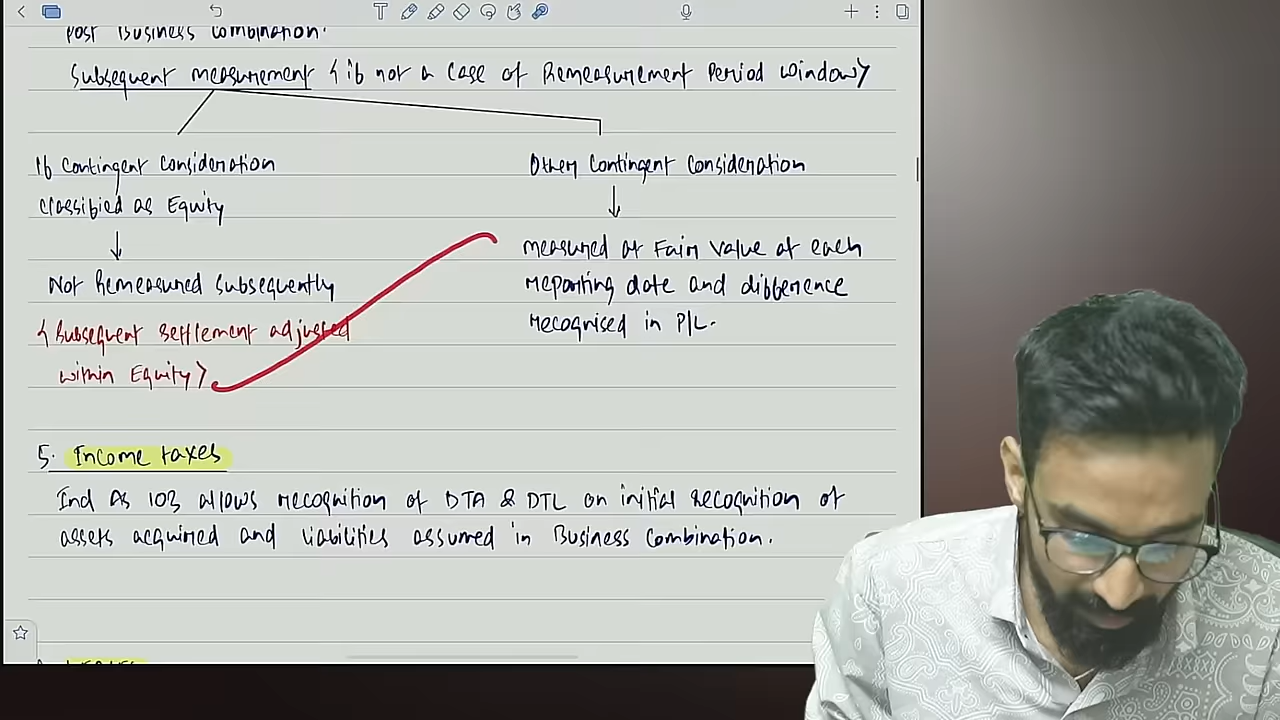 Post Business Combination.
Subsequent measurement { if not a case of Remeasurement Period window }
If Contingent Consideration
classified as Equity
↓
Not Remeasured Subsequently
{ Subsequent settlement adjusted
within Equity }
Other Contingent Consideration
↓
measured at Fair value at each
reporting date and difference
recognised in P/L.
5. Income taxes
Ind As 103 allows recognition of DTA & DTL on initial recognition of
assets acquired and liabilities assumed in Business Combination.